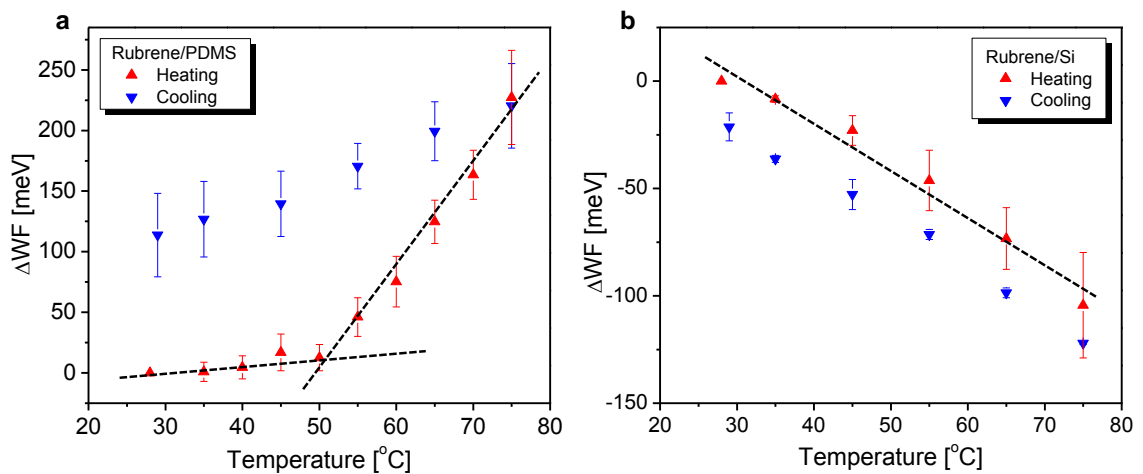 a
Rubrene/PDMS
Heating
Cooling
ΔWF [meV]
250
200
150
100
50
0
20 30 40 50 60 70 80
Temperature [°C]
b
Rubrene/Si
Heating
Cooling
ΔWF [meV]
0
-50
-100
-150
20 30 40 50 60 70 80
Temperature [°C]